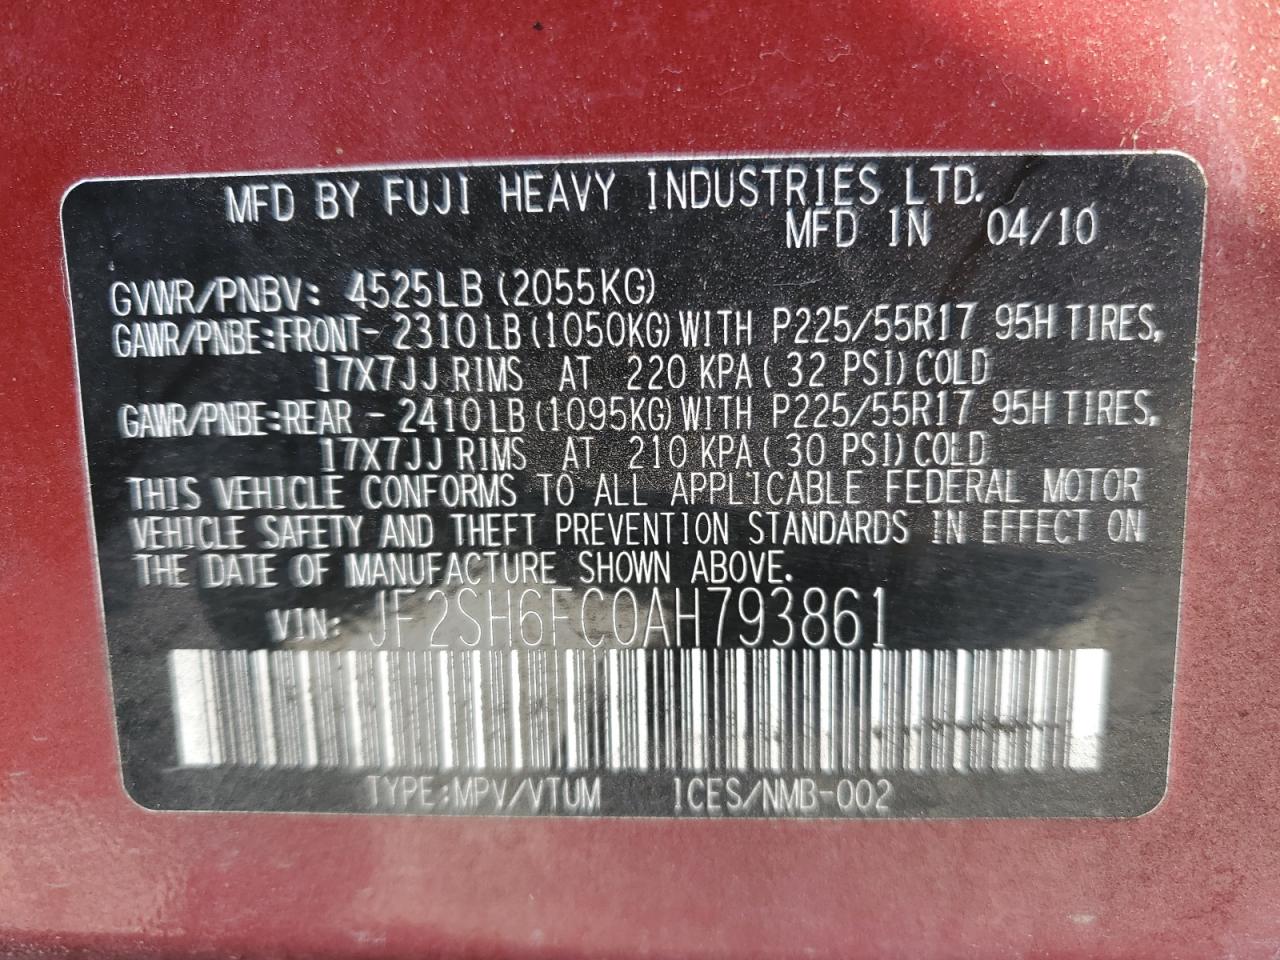 MFD BY FUJI HEAVY INDUSTRIES LTD.
MFD IN 04/10
GVWR/PNBV: 4525LB (2055KG)
GAWR/PNBE:FRONT- 2310LB(1050KG)WITH P225/55R17 95H TIRES,
17X7JJ RIMS AT 220 KPA( 32 PSI)COLD
GAWR/PNBE:REAR - 2410LB(1095KG)WITH P225/55R17 95H TIRES,
17X7JJ RIMS AT 210 KPA( 30 PSI)COLD
THIS VEHICLE CONFORMS TO ALL APPLICABLE FEDERAL MOTOR
VEHICLE SAFETY AND THEFT PREVENTION STANDARDS IN EFFECT ON
THE DATE OF MANUFACTURE SHOWN ABOVE.
VIN: JF2SH6FC0AH793861
TYPE:MPV/VTUM ICES/NMB-002